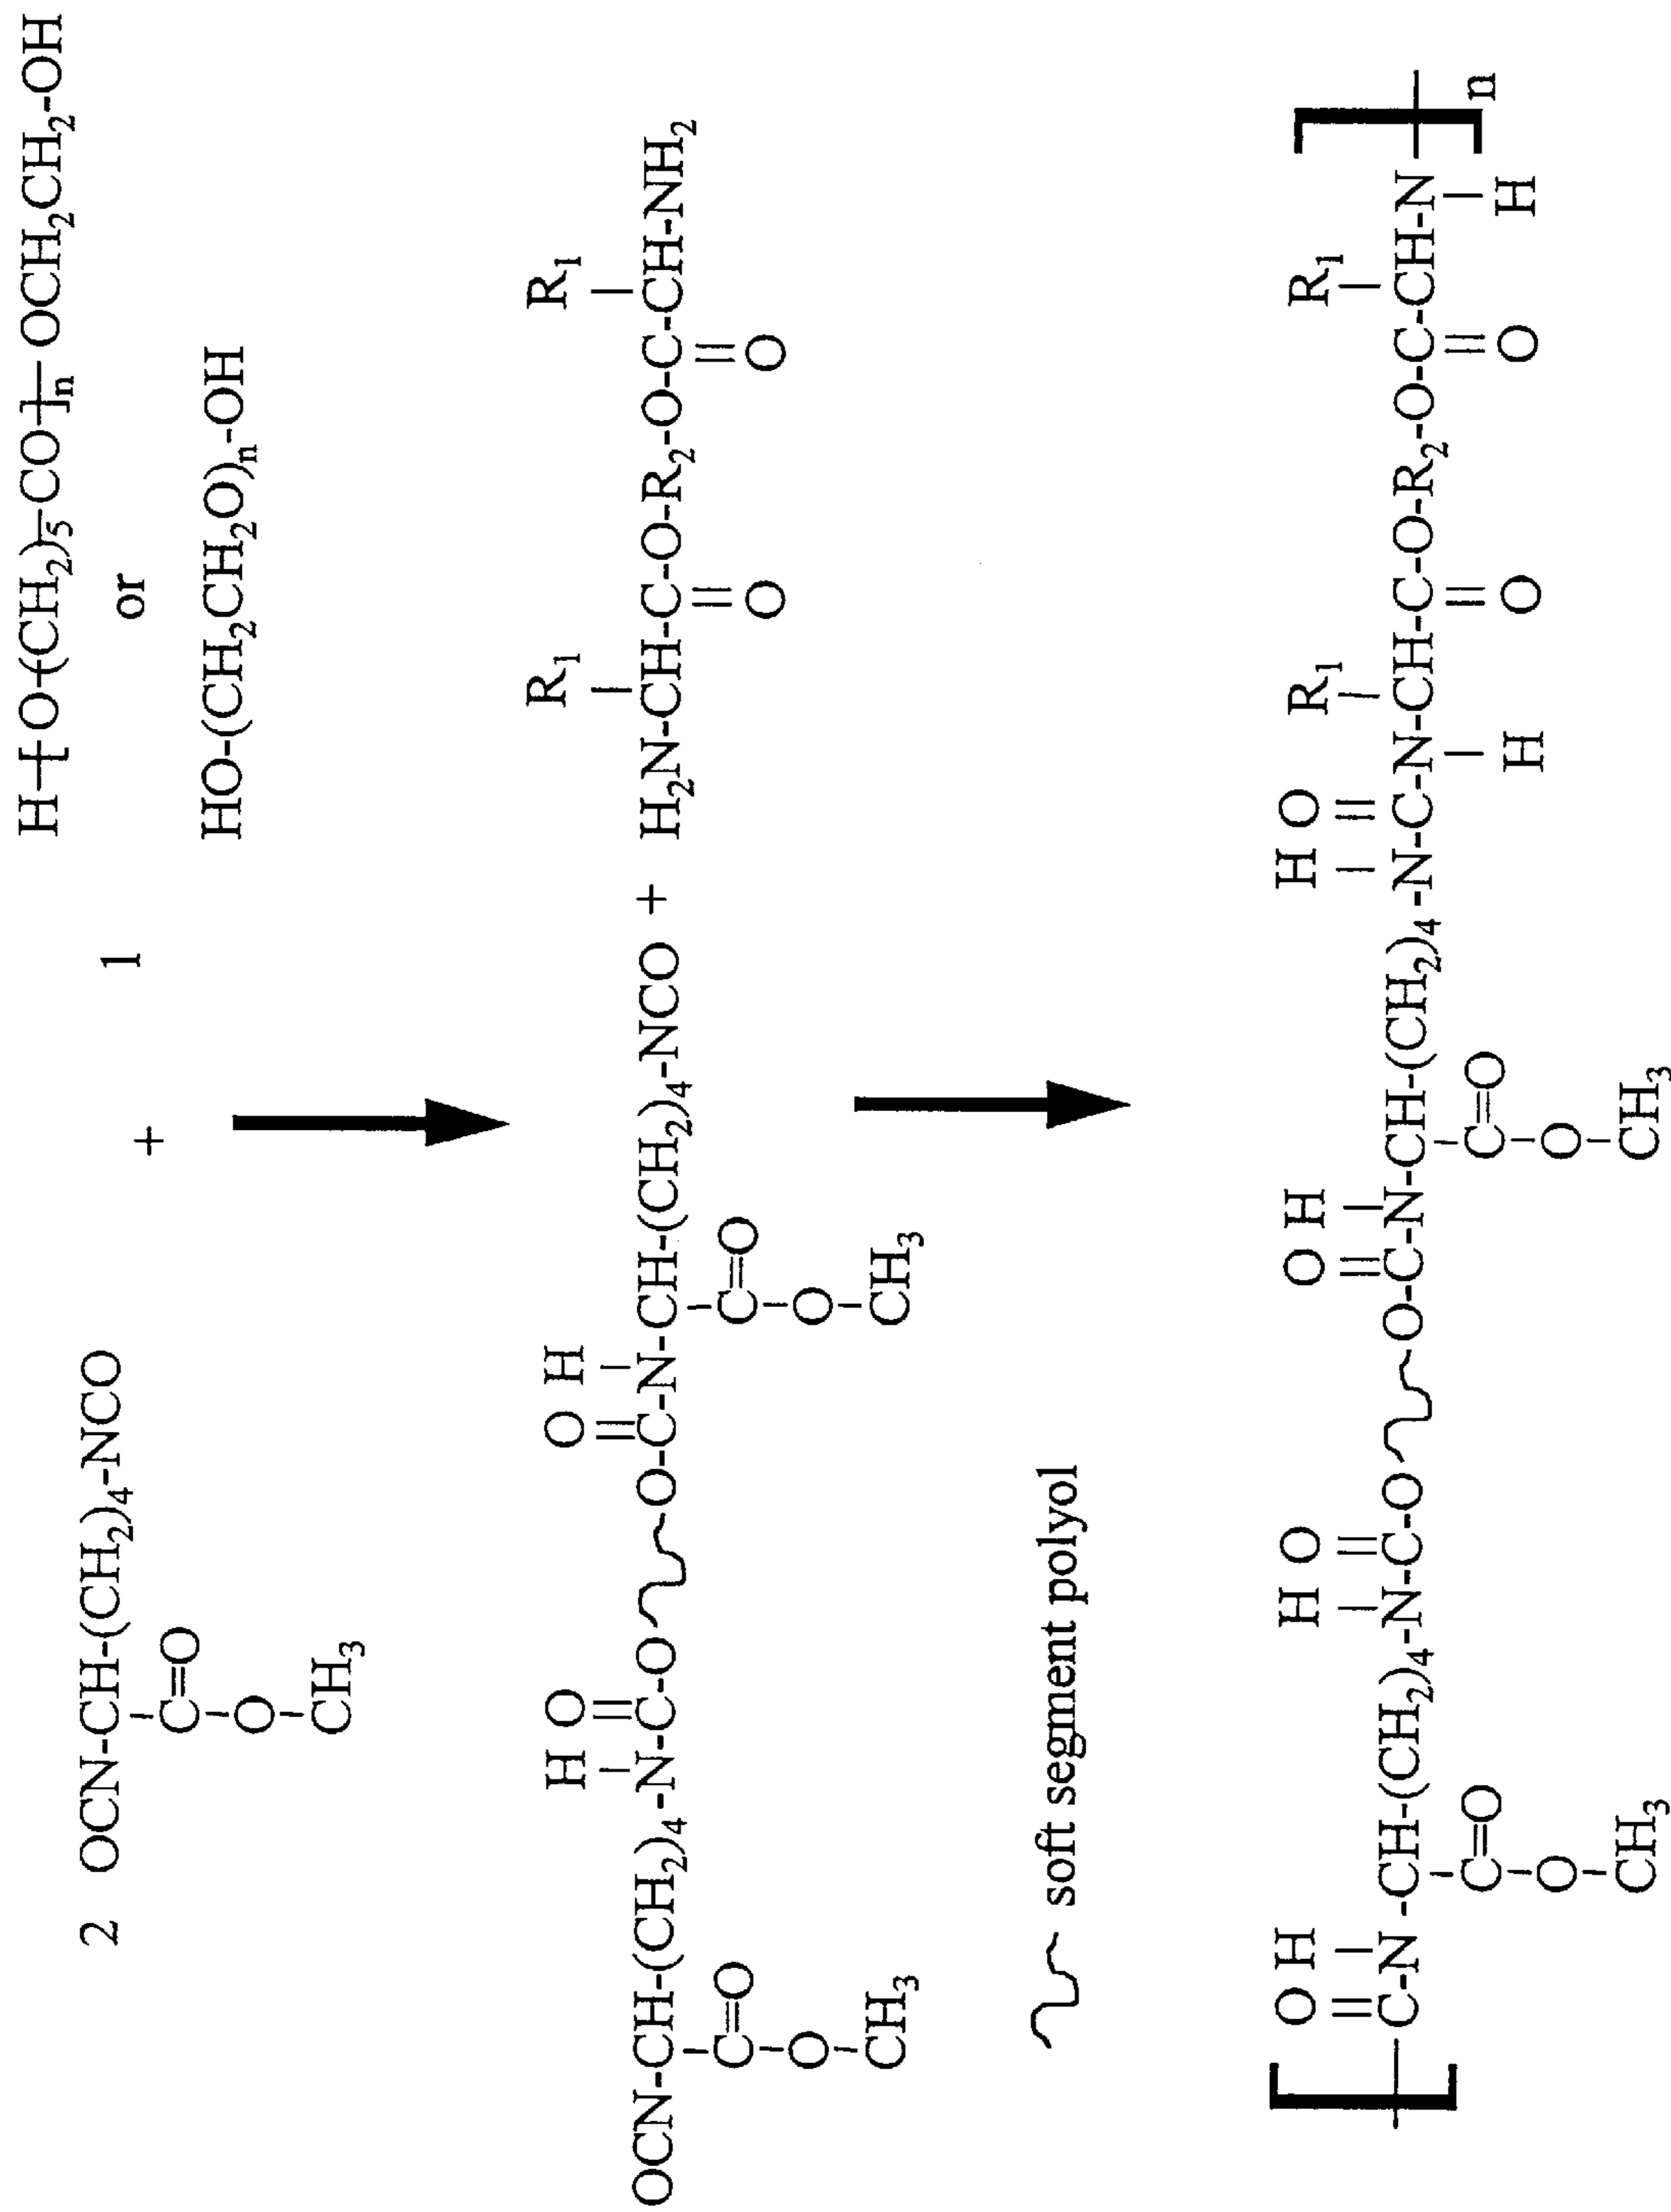 2 OCN-CH-(CH2)4-NCO + 1 H-[-O-(CH2)5-CO-]n-OCH2CH2-OH
C=O
O
CH3
or
HO-(CH2CH2O)n-OH
H O O H
OCN-CH-(CH2)4-N-C-O O-C-N-CH-(CH2)4-NCO + H2N-CH-C-O-R2-O-C-CH-NH2
R1 R1
C=O C=O O O
O O
CH3 CH3
soft segment polyol
O H H O O H H O R1 R1
[C-N-CH-(CH2)4-N-C-O O-C-N-CH-(CH2)4-N-C-N-CH-C-O-R2-O-C-CH-N]n
C=O C=O H O O H
O O
CH3 CH3